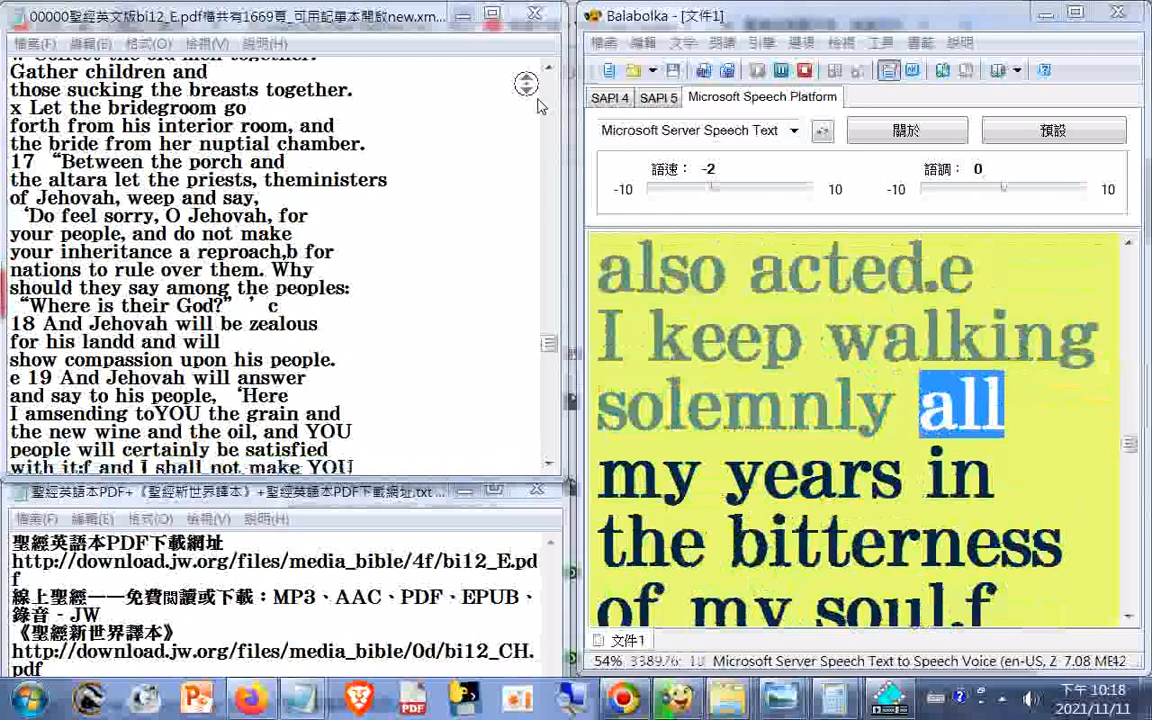 00000聖經英文版bi12_E.pdf檔共有1669頁_可用記事本開啟new.xm...
檔案(F) 編輯(E) 格式(O) 檢視(V) 說明(H)
Gather children and
those sucking the breasts together.
x Let the bridegroom go
forth from his interior room, and
the bride from her nuptial chamber.
17 “Between the porch and
the altara let the priests, theministers
of Jehovah, weep and say,
‘Do feel sorry, O Jehovah, for
your people, and do not make
your inheritance a reproach,b for
nations to rule over them. Why
should they say among the peoples:
“Where is their God?” ’ c
18 And Jehovah will be zealous
for his landd and will
show compassion upon his people.
e 19 And Jehovah will answer
and say to his people, ‘Here
I amsending toYOU the grain and
the new wine and the oil, and YOU
people will certainly be satisfied
with it;f and I shall not make YOU
聖經英語本PDF+《聖經新世界譯本》+聖經英語本PDF下載網址.txt ...
檔案(F) 編輯(E) 格式(O) 檢視(V) 說明(H)
聖經英語本PDF下載網址
http://download.jw.org/files/media_bible/4f/bi12_E.pd
f
線上聖經——免費閱讀或下載：MP3、AAC、PDF、EPUB、
錄音 - JW
《聖經新世界譯本》
http://download.jw.org/files/media_bible/0d/bi12_CH.
pdf
Balabolka - [文件1]
檔案 編輯 文字 閱讀 引擎 選項 檢視 工具 書籤 說明
SAPI 4 SAPI 5 Microsoft Speech Platform
Microsoft Server Speech Text 關於 預設
語速： -2 語調： 0
-10 10 -10 10
also acted.e
I keep walking
solemnly all
my years in
the bitterness
of my soul.f
文件1
54% Microsoft Server Speech Text to Speech Voice (en-US, Z 7.08 ME42
PDF
下午 10:18
2021/11/11